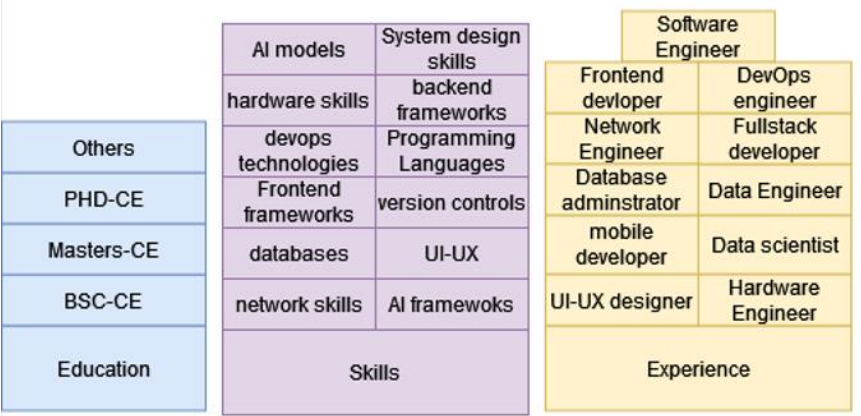 Others
PHD-CE
Masters-CE
BSC-CE
Education
AI models
System design
skills
hardware skills
backend
frameworks
devops
technologies
Programming
Languages
Frontend
frameworks
version controls
databases
UI-UX
network skills
AI framewoks
Skills
Software
Engineer
Frontend
devloper
DevOps
engineer
Network
Engineer
Fullstack
developer
Database
adminstrator
Data Engineer
mobile
developer
Data scientist
UI-UX designer
Hardware
Engineer
Experience